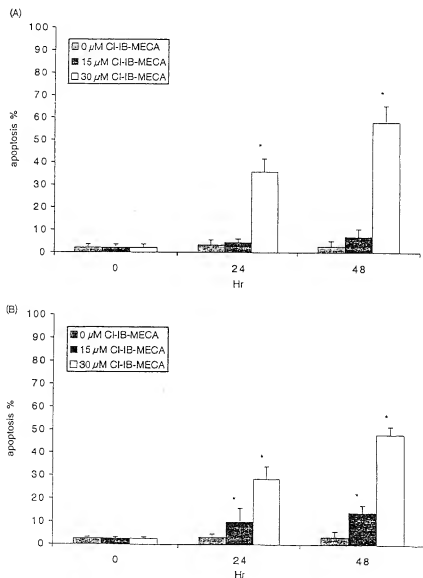 (A)
100
90
80
70
60
50
40
30
20
10
0
apoptosis %
0 µM Cl-IB-MECA
15 µM Cl-IB-MECA
30 µM Cl-IB-MECA
*
*
0
24
48
Hr
(B)
100
90
80
70
60
50
40
30
20
10
0
apoptosis %
0 µM Cl-IB-MECA
15 µM Cl-IB-MECA
30 µM Cl-IB-MECA
*
*
*
*
0
24
48
Hr